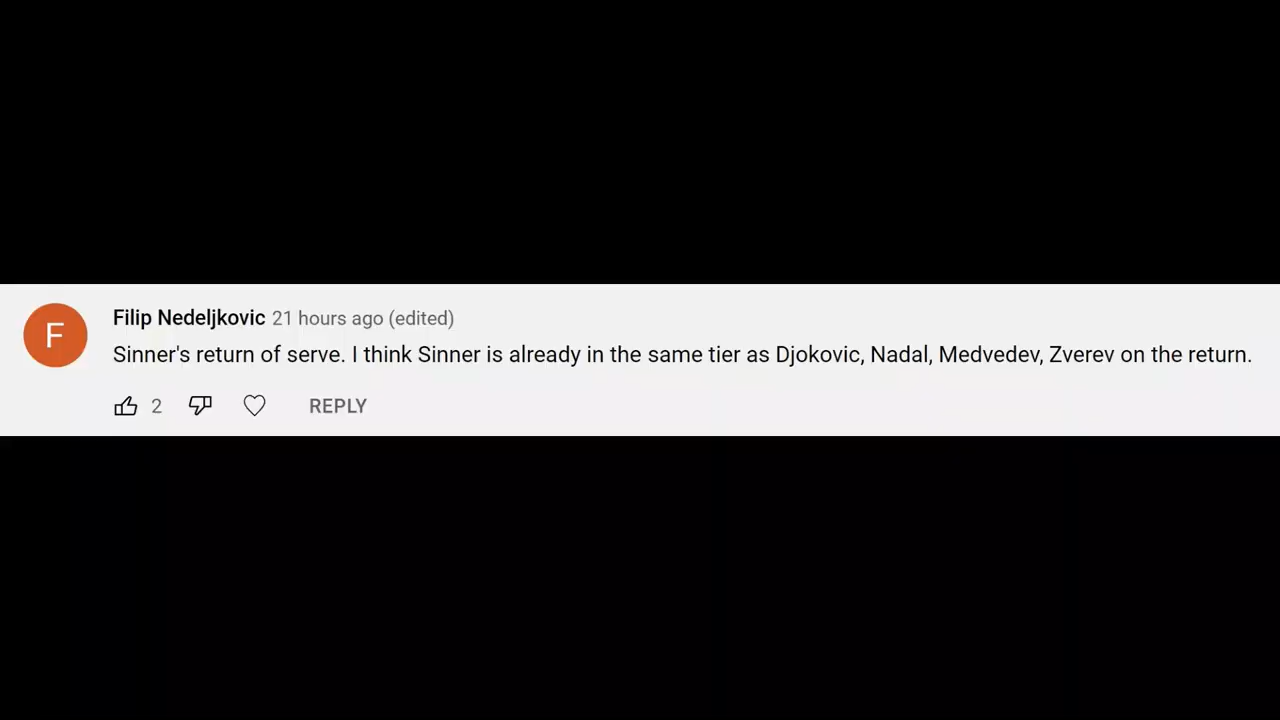 F
Filip Nedeljkovic 21 hours ago (edited)
Sinner's return of serve. I think Sinner is already in the same tier as Djokovic, Nadal, Medvedev, Zverev on the return.
2 REPLY